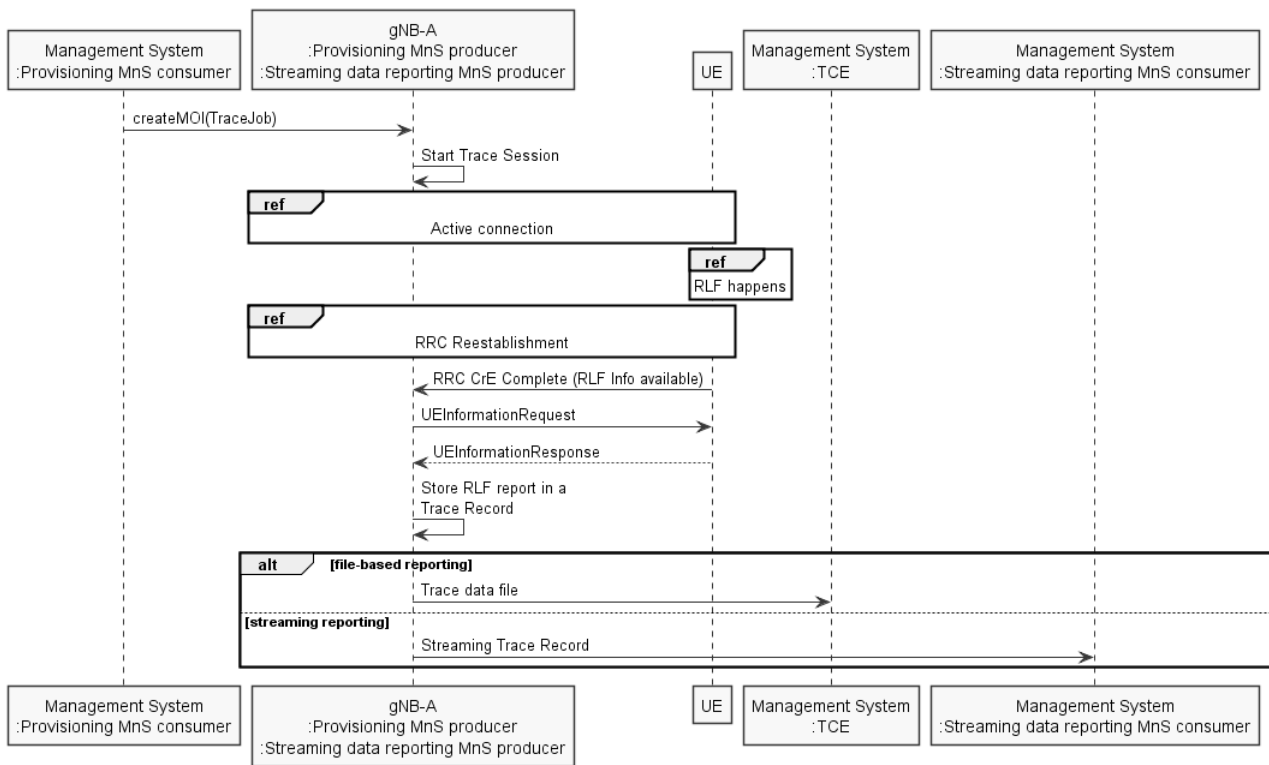 gNB-A
Management System
:Provisioning MnS consumer
:Provisioning MnS producer
:Streaming data reporting MnS producer
UE
Management System
:TCE
Management System
:Streaming data reporting MnS consumer
createMOI(TraceJob)
Start Trace Session
ref
Active connection
ref
RLF happens
ref
RRC Reestablishment
RRC CrE Complete (RLF Info available)
UEInformationRequest
UEInformationResponse
Store RLF report in a
Trace Record
alt
[file-based reporting]
Trace data file
[streaming reporting]
Streaming Trace Record
Management System
:Provisioning MnS consumer
gNB-A
:Provisioning MnS producer
:Streaming data reporting MnS producer
UE
Management System
:TCE
Management System
:Streaming data reporting MnS consumer